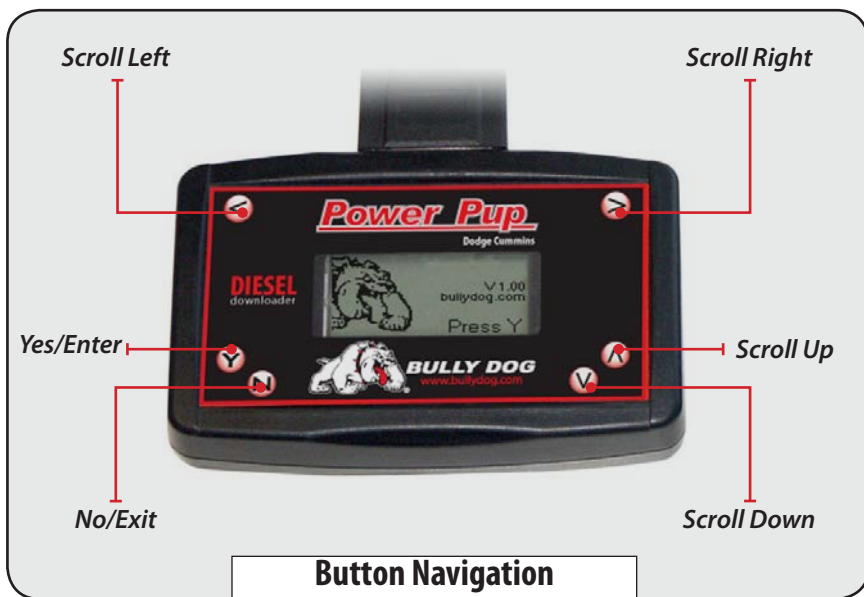 Scroll Left
Scroll Right
Power Pup
Dodge Cummins
DIESEL
downloader
V 1.00
bullydog.com
Press Y
Yes/Enter
Y
N
BULLY DOG
®
www.bullydog.com
Scroll Up
No/Exit
Scroll Down
Button Navigation